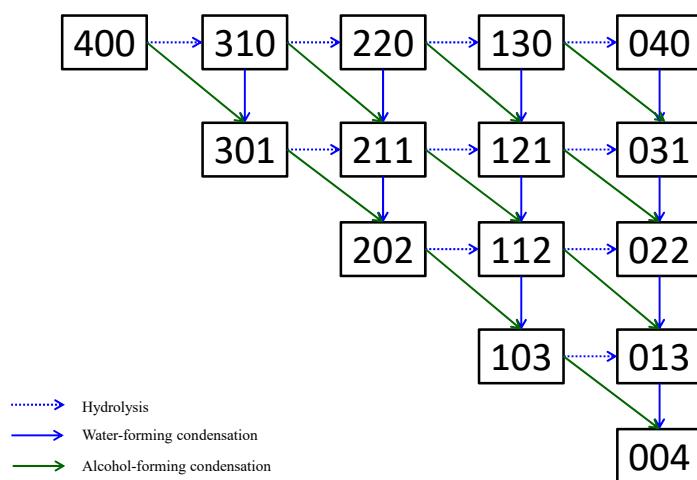 400 310 220 130 040
301 211 121 031
202 112 022
103 013
004
Hydrolysis
Water-forming condensation
Alcohol-forming condensation